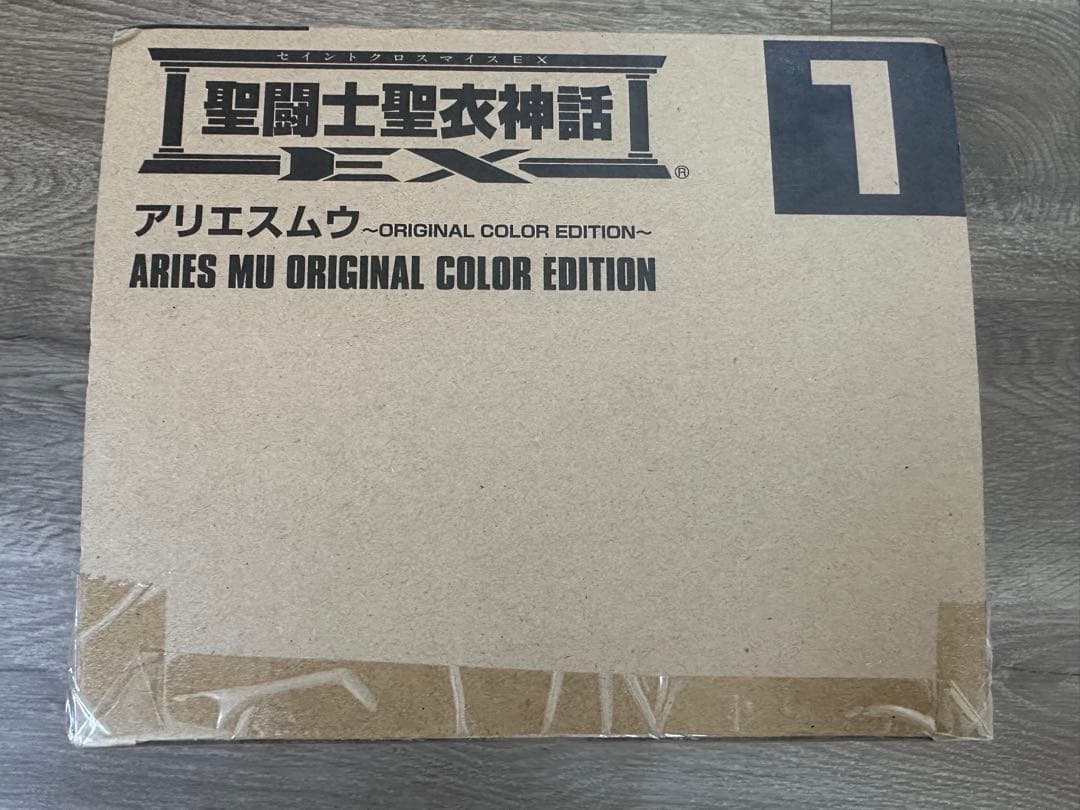 セイントクロスマイスEX
聖闘士聖衣神話
EX®
1
アリエスムウ〜ORIGINAL COLOR EDITION〜
ARIES MU ORIGINAL COLOR EDITION